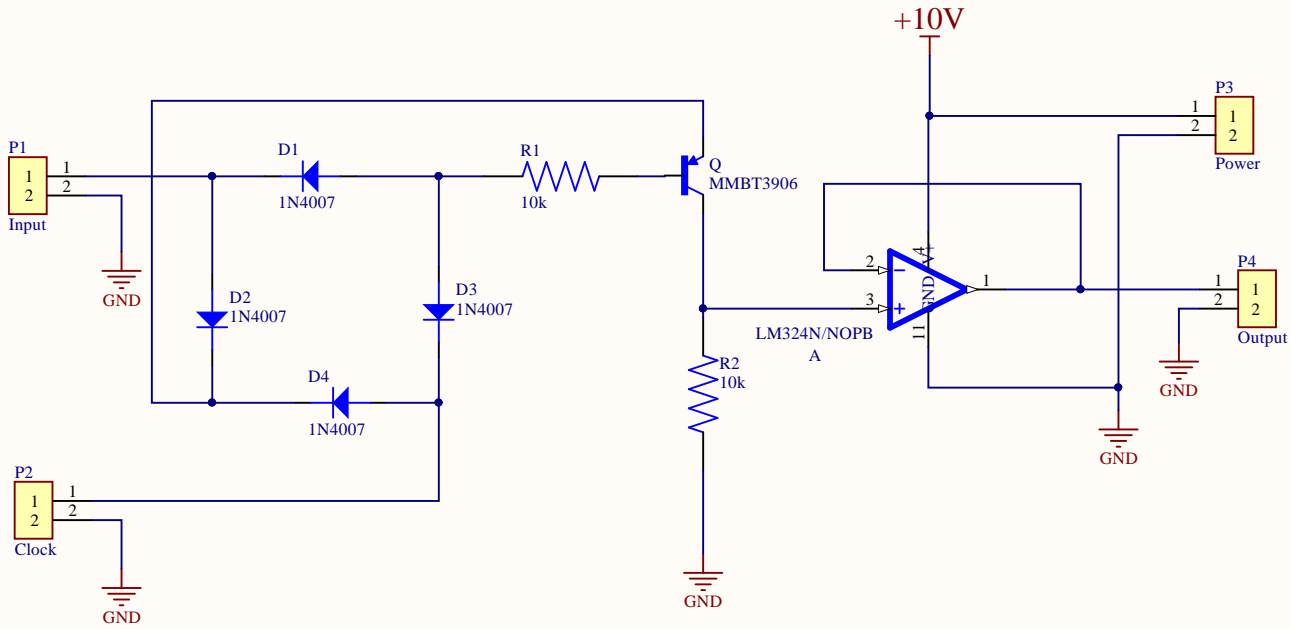 +10V
P3
1
2
1
2
Power
P1
1
2
1
2
Input
GND
D1
1N4007
R1
10k
Q
MMBT3906
D2
1N4007
D3
1N4007
D4
1N4007
2
3
4
V+
GND
11
1
LM324N/NOPB
A
R2
10k
P4
1
2
1
2
Output
GND
GND
P2
1
2
1
2
Clock
GND
GND